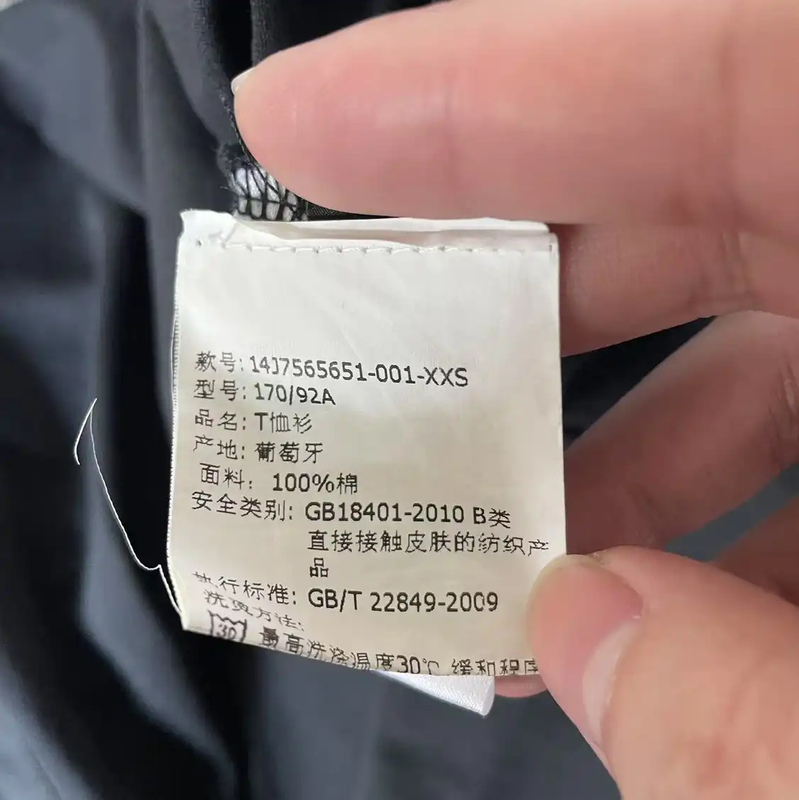 款号: 14J7565651-001-XXS
型号: 170/92A
品名: T恤衫
产地: 葡萄牙
面料: 100%棉
安全类别: GB18401-2010 B类
直接接触皮肤的纺织产
品
执行标准: GB/T 22849-2009
洗烫方法:
30 最高洗涤温度30℃ 缓和程序